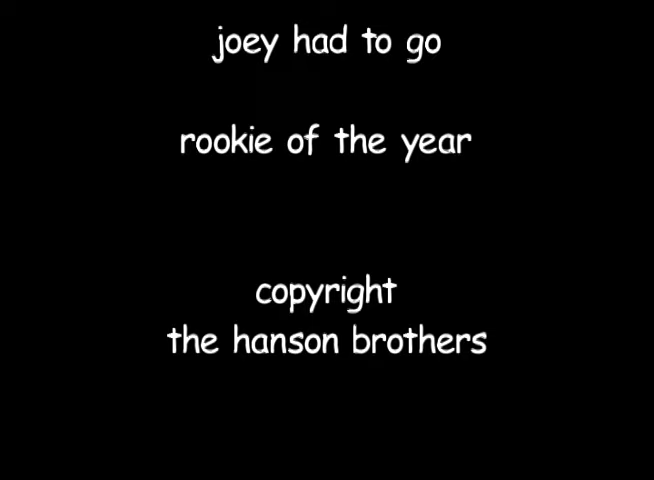 joey had to go
rookie of the year
copyright
the hanson brothers